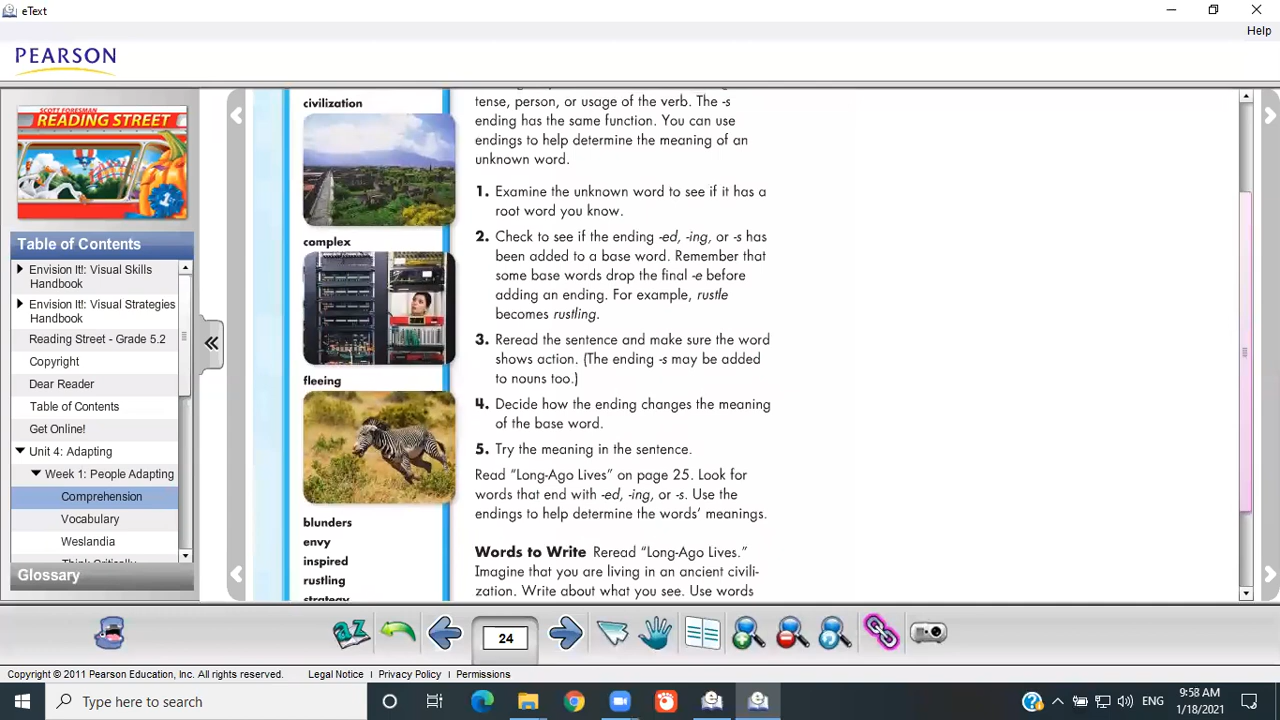 eText
Help
PEARSON
SCOTT FORESMAN
READING STREET
Table of Contents
Envision It!: Visual Skills
Handbook
Envision It!: Visual Strategies
Handbook
Reading Street - Grade 5.2
Copyright
Dear Reader
Table of Contents
Get Online!
Unit 4: Adapting
Week 1: People Adapting
Comprehension
Vocabulary
Weslandia
Think Critically
Glossary
civilization
complex
fleeing
blunders
envy
inspired
rustling
strategy
tense, person, or usage of the verb. The -s
ending has the same function. You can use
endings to help determine the meaning of an
unknown word.
1. Examine the unknown word to see if it has a
root word you know.
2. Check to see if the ending -ed, -ing, or -s has
been added to a base word. Remember that
some base words drop the final -e before
adding an ending. For example, rustle
becomes rustling.
3. Reread the sentence and make sure the word
shows action. (The ending -s may be added
to nouns too.)
4. Decide how the ending changes the meaning
of the base word.
5. Try the meaning in the sentence.
Read “Long-Ago Lives” on page 25. Look for
words that end with -ed, -ing, or -s. Use the
endings to help determine the words’ meanings.
Words to Write Reread “Long-Ago Lives.”
Imagine that you are living in an ancient civili-
zation. Write about what you see. Use words
24
Copyright © 2011 Pearson Education, Inc. All rights reserved.
Legal Notice | Privacy Policy | Permissions
Type here to search
ENG
9:58 AM
1/18/2021